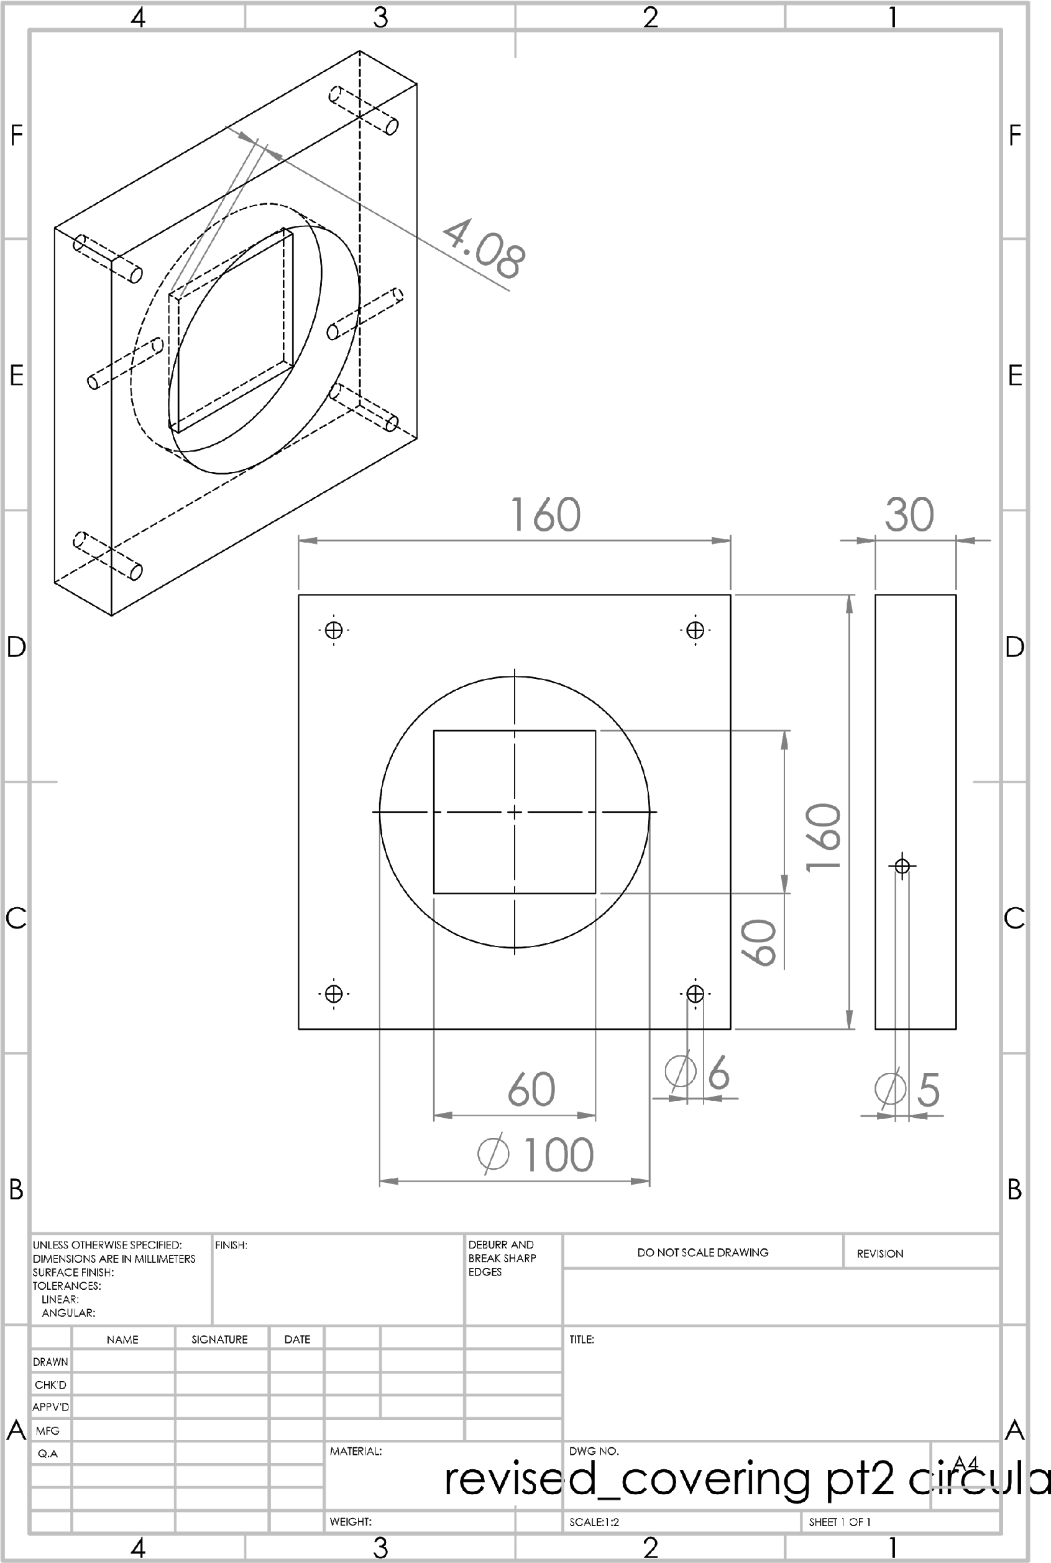 4 3 2 1
F F
4.08
E E
160 30
D D
160
C C
60
∅ 6
∅ 5
60
∅ 100
B B
UNLESS OTHERWISE SPECIFIED:
DIMENSIONS ARE IN MILLIMETERS
SURFACE FINISH:
TOLERANCES:
LINEAR:
ANGULAR:
FINISH:
DEBURR AND
BREAK SHARP
EDGES
DO NOT SCALE DRAWING
REVISION
NAME SIGNATURE DATE
TITLE:
DRAWN
CHK'D
APPV'D
MFG
A A
Q.A
MATERIAL:
DWG NO.
A4
revised_covering pt2 circula
WEIGHT:
SCALE:1:2
SHEET 1 OF 1
4 3 2 1